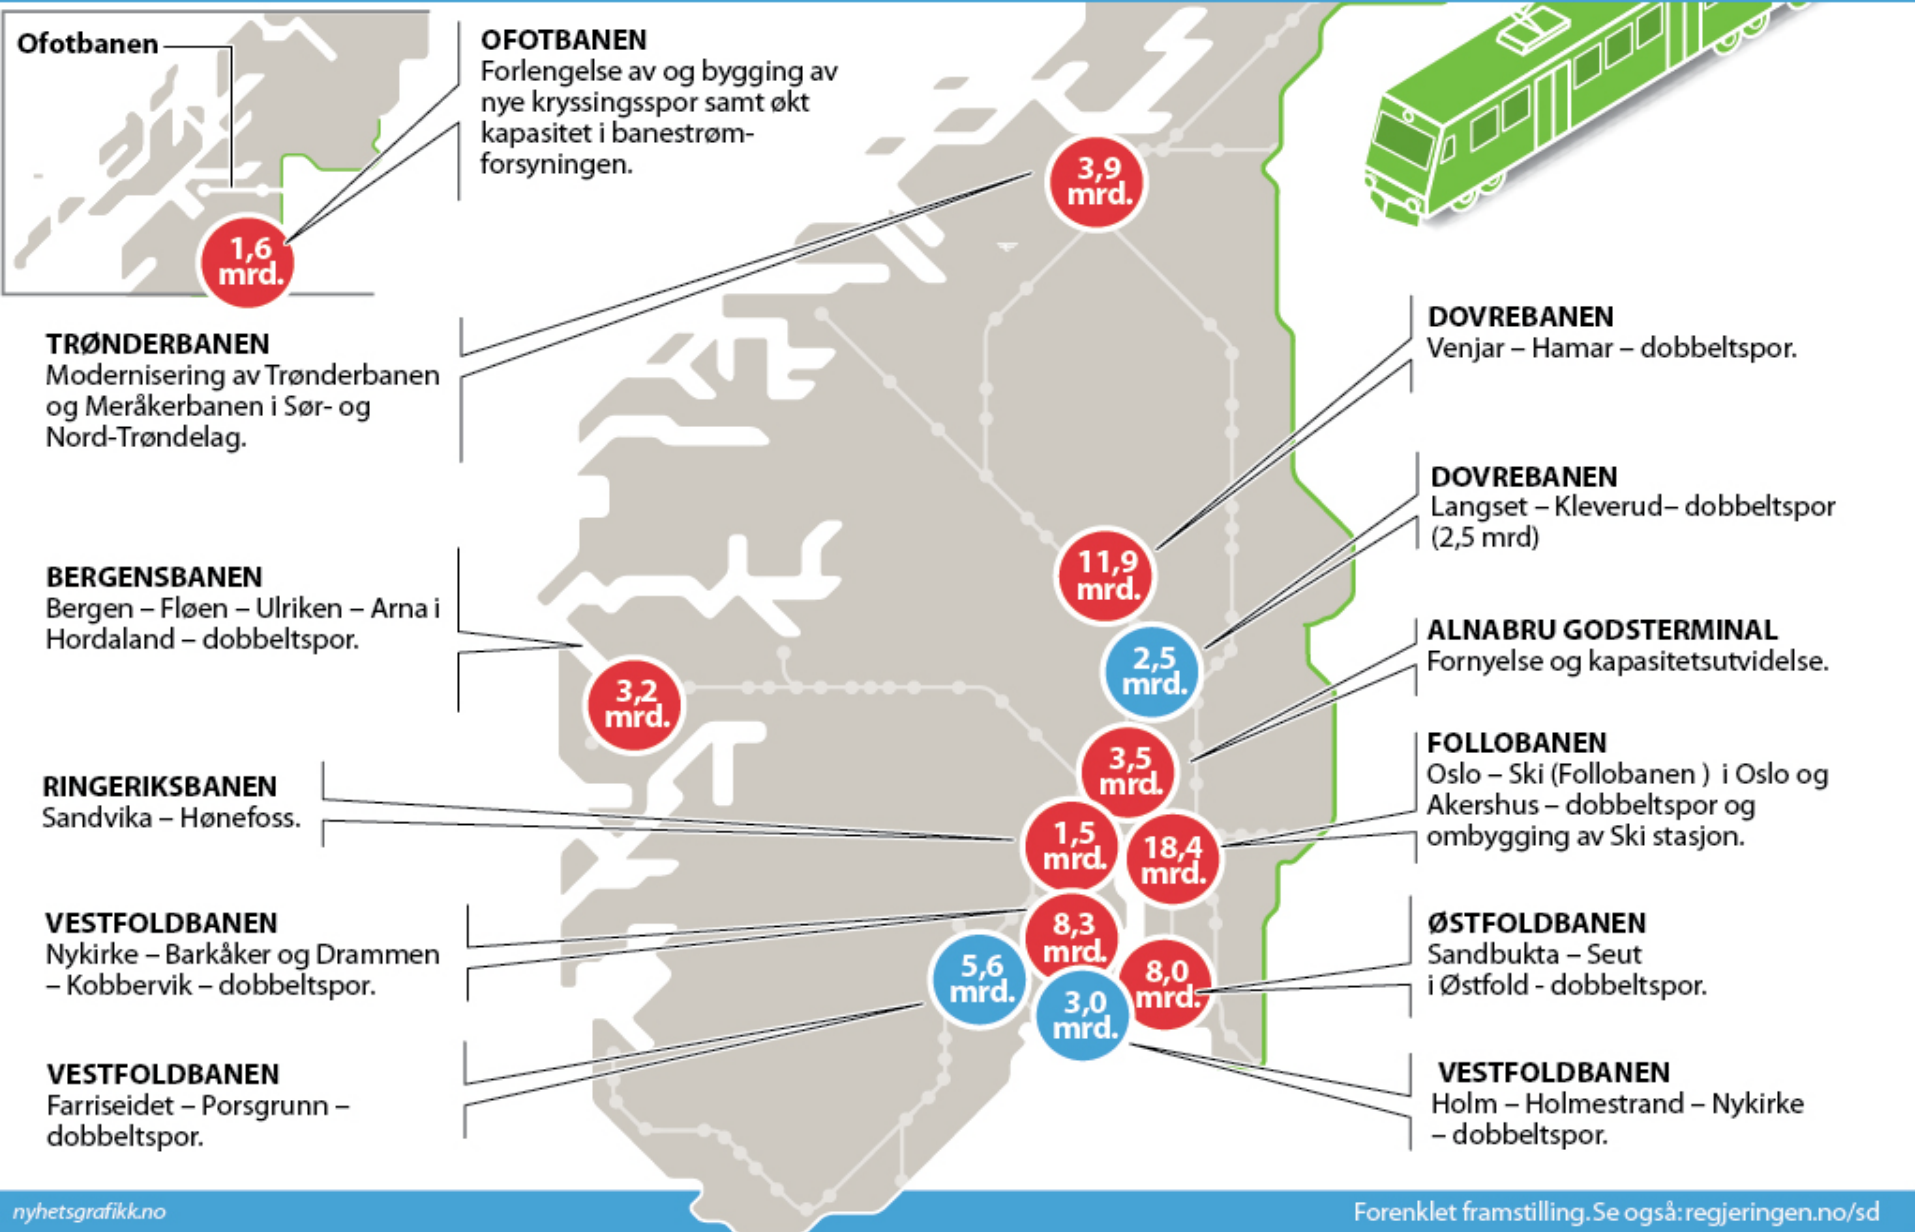 Ofotbanen
OFOTBANEN
Forlengelse av og bygging av
nye kryssingsspor samt økt
kapasitet i banestrøm-
forsyningen.
1,6
mrd.
3,9
mrd.
TRØNDERBANEN
Modernisering av Trønderbanen
og Meråkerbanen i Sør- og
Nord-Trøndelag.
DOVREBANEN
Venjar – Hamar – dobbeltspor.
DOVREBANEN
Langset – Kleverud– dobbeltspor
(2,5 mrd)
11,9
mrd.
BERGENSBANEN
Bergen – Fløen – Ulriken – Arna i
Hordaland – dobbeltspor.
2,5
mrd.
ALNABRU GODSTERMINAL
Fornyelse og kapasitetsutvidelse.
3,2
mrd.
3,5
mrd.
FOLLOBANEN
Oslo – Ski (Follobanen ) i Oslo og
Akershus – dobbeltspor og
ombygging av Ski stasjon.
RINGERIKSBANEN
Sandvika – Hønefoss.
1,5
mrd.
18,4
mrd.
VESTFOLDBANEN
Nykirke – Barkåker og Drammen
– Kobbervik – dobbeltspor.
8,3
mrd.
ØSTFOLDBANEN
Sandbukta – Seut
i Østfold - dobbeltspor.
5,6
mrd.
8,0
mrd.
3,0
mrd.
VESTFOLDBANEN
Farriseidet – Porsgrunn –
dobbeltspor.
VESTFOLDBANEN
Holm – Holmestrand – Nykirke
– dobbeltspor.
nyhetsgrafikk.no
Forenklet framstilling. Se også: regjeringen.no/sd